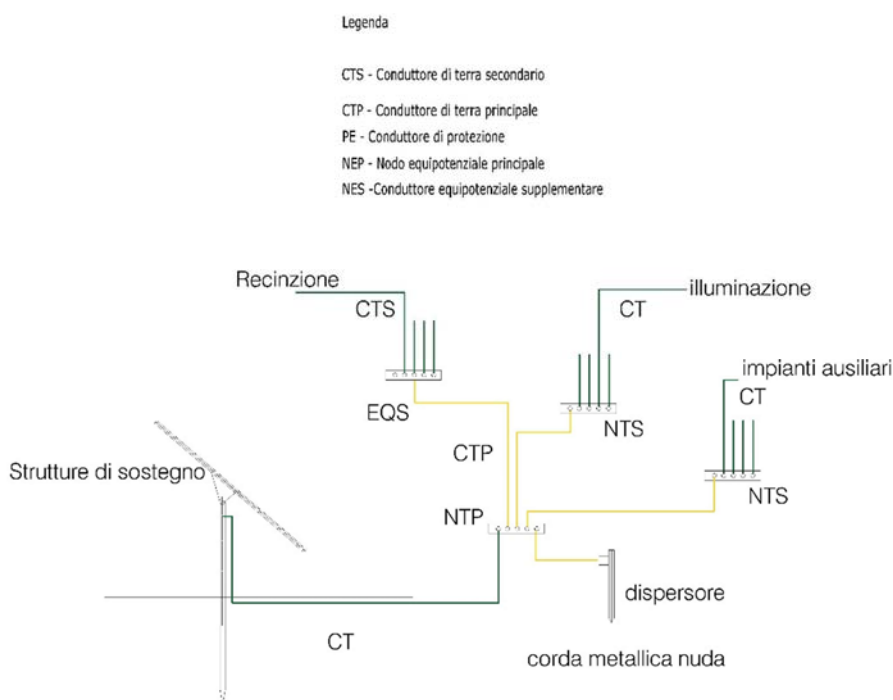 Legenda
CTS - Conduttore di terra secondario
CTP - Conduttore di terra principale
PE - Conduttore di protezione
NEP - Nodo equipotenziale principale
NES -Conduttore equipotenziale supplementare
Recinzione
CTS
illuminazione
CT
impianti ausiliari
CT
EQS
NTS
CTP
Strutture di sostegno
NTS
NTP
dispersore
CT
corda metallica nuda